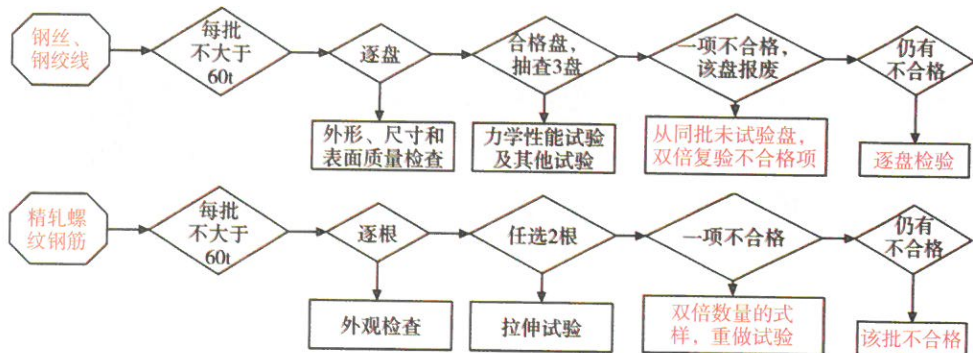 钢丝、
钢绞线
每批
不大于
60t
逐盘
合格盘,
抽查3盘
一项不合格,
该盘报废
仍有
不合格
外形、尺寸和
表面质量检查
力学性能试验
及其他试验
从同批未试验盘,
双倍复验不合格项
逐盘检验
精轧螺
纹钢筋
每批
不大于
60t
逐根
任选2根
一项不合格
仍有
不合格
外观检查
拉伸试验
双倍数量的式
样，重做试验
该批不合格